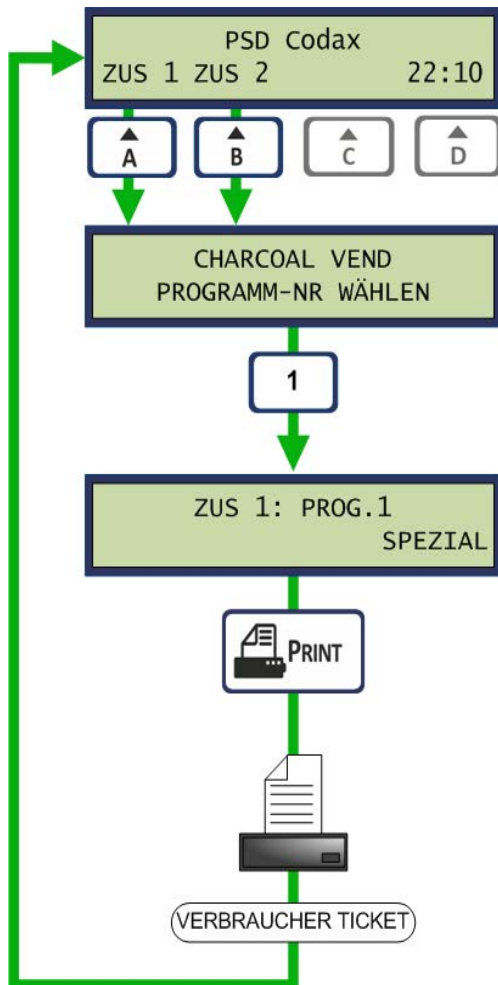 PSD Codax
ZUS 1 ZUS 2 22:10
A B C D
CHARCOAL VEND
PROGRAMM-NR WÄHLEN
1
ZUS 1: PROG.1
SPEZIAL
PRINT
VERBRAUCHER TICKET